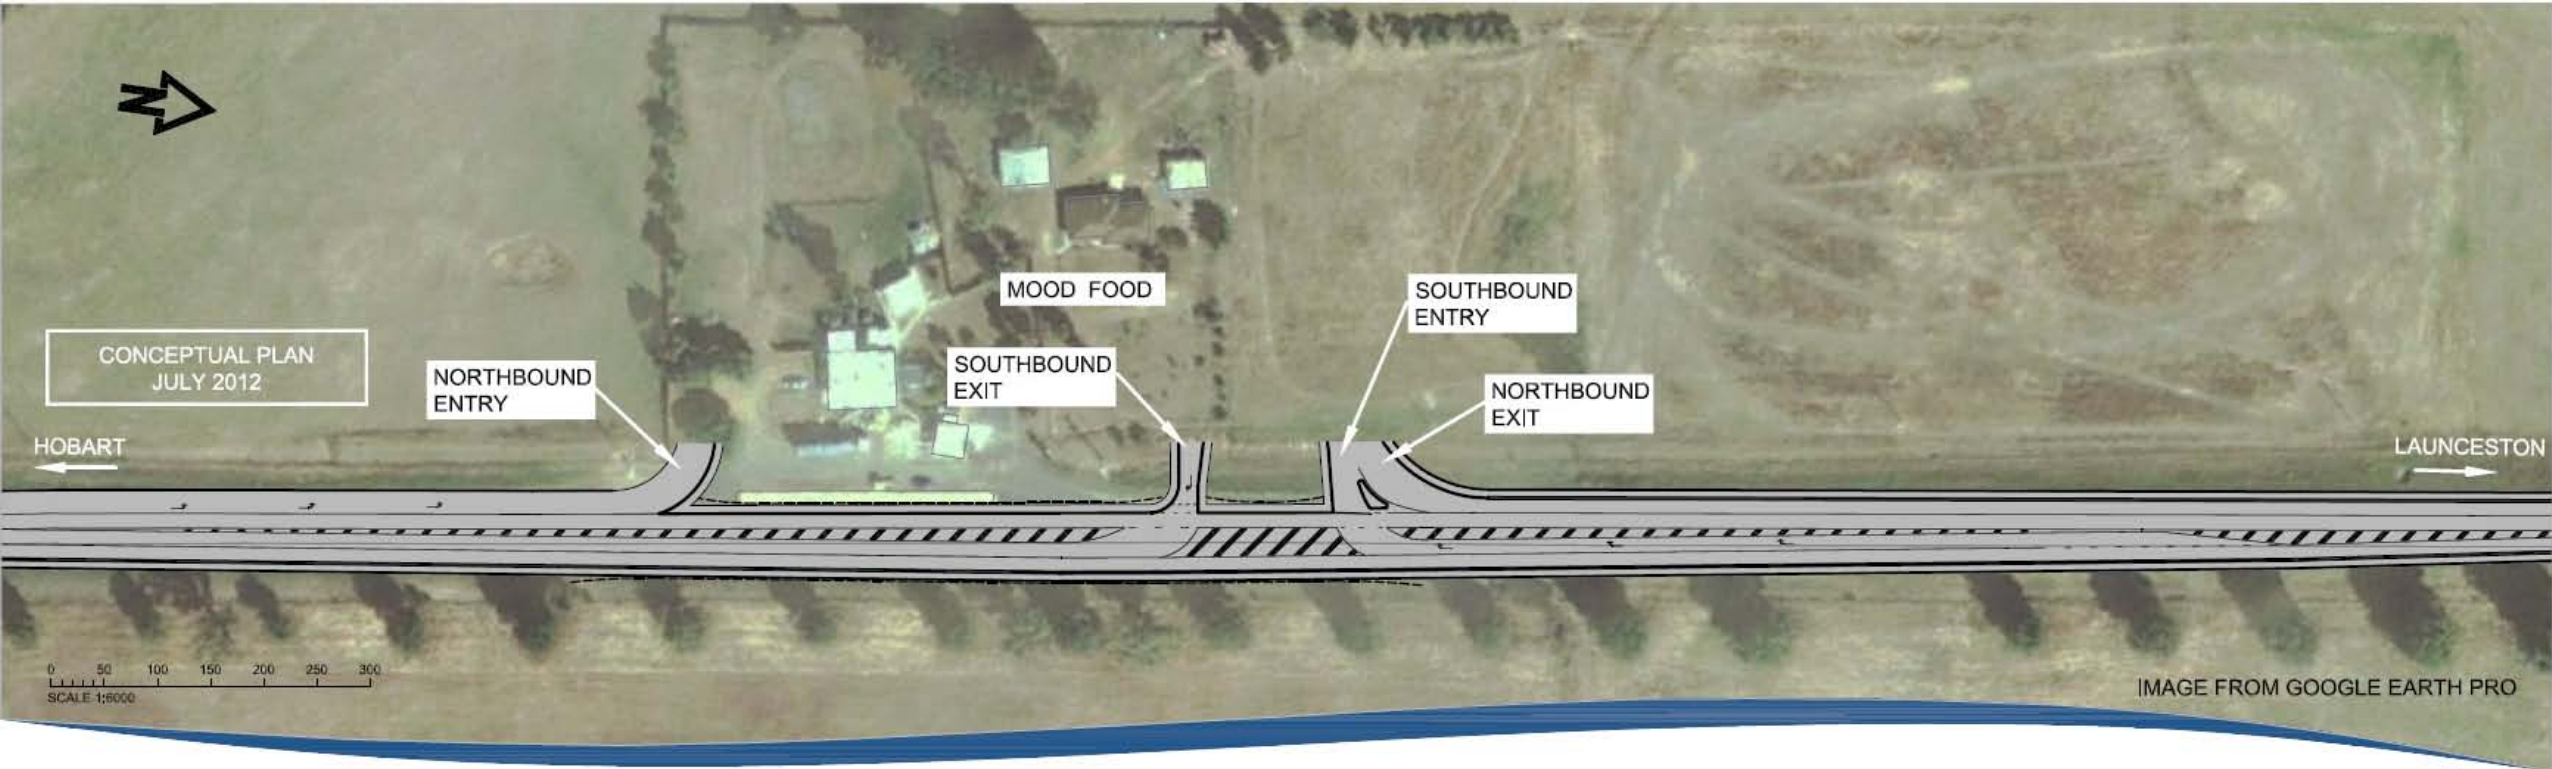 N
MOOD FOOD
SOUTHBOUND
ENTRY
CONCEPTUAL PLAN
JULY 2012
NORTHBOUND
ENTRY
SOUTHBOUND
EXIT
NORTHBOUND
EXIT
HOBART
LAUNCESTON
0 50 100 150 200 250 300
SCALE 1:6000
IMAGE FROM GOOGLE EARTH PRO